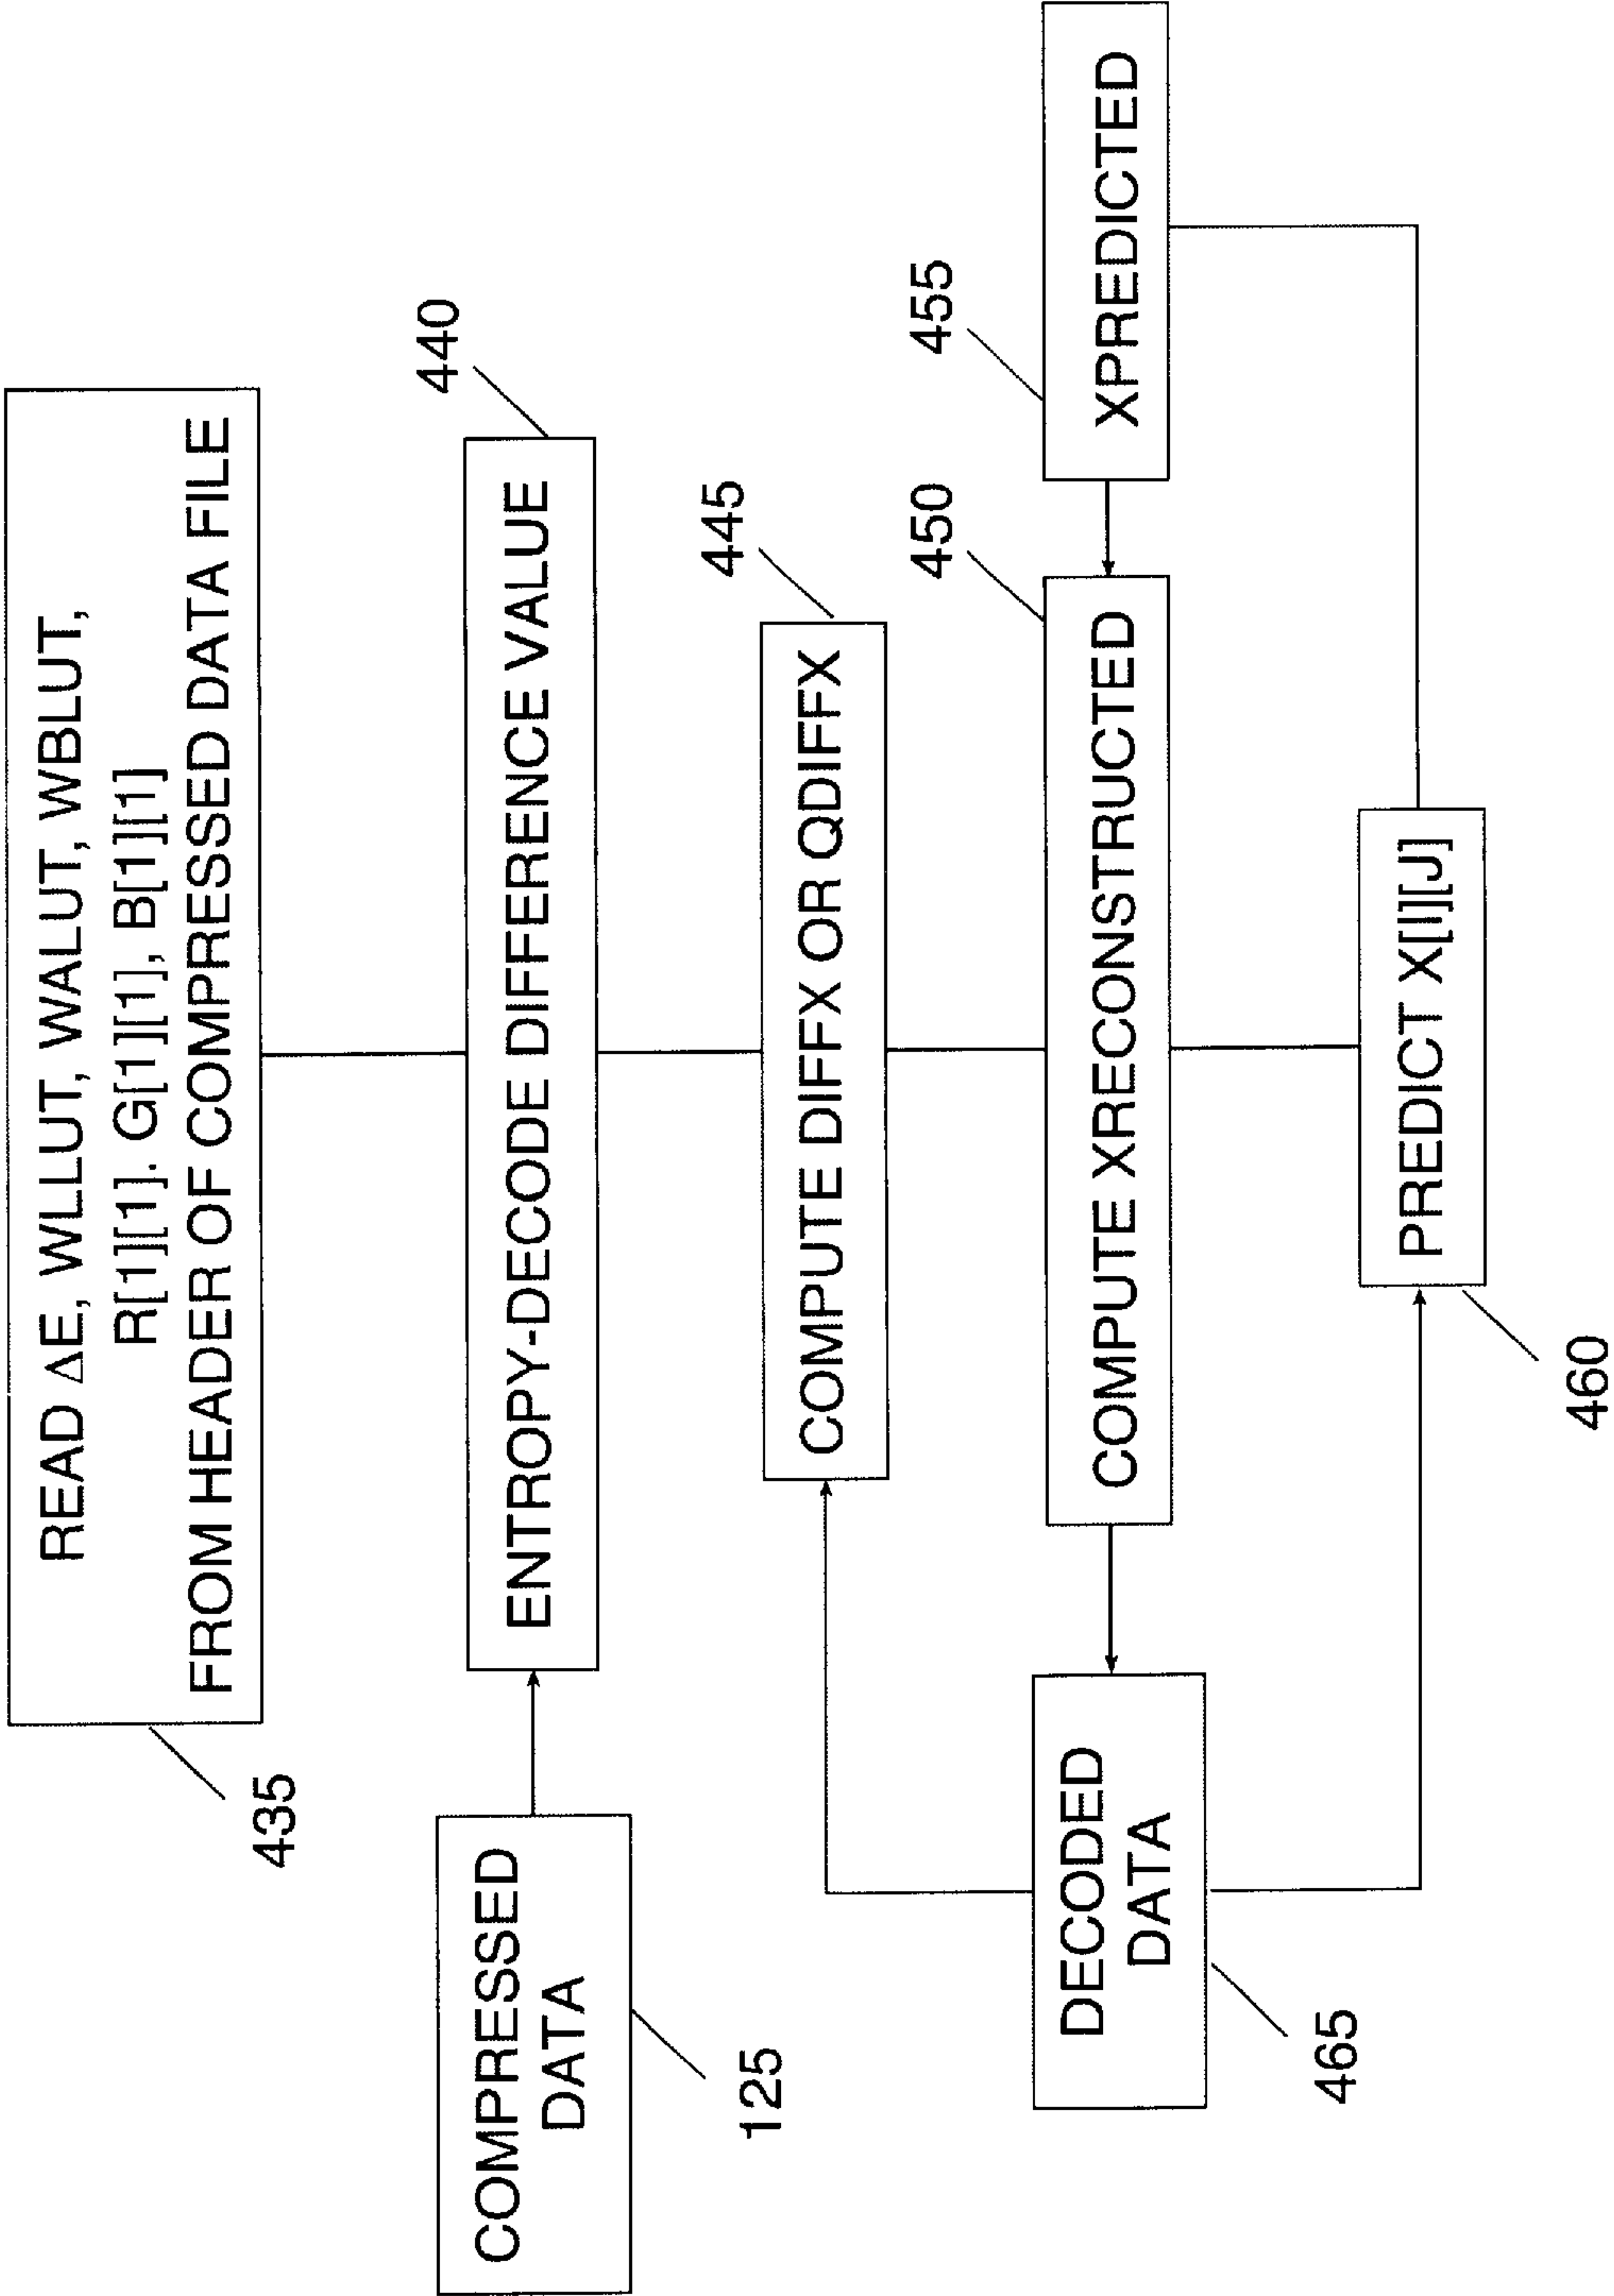 READ ΔE, WLLUT, WALUT, WBLUT,
R[1][1]. G[1][1], B[1][1]
FROM HEADER OF COMPRESSED DATA FILE
435
COMPRESSED
DATA
125
ENTROPY-DECODE DIFFERENCE VALUE
440
COMPUTE DIFFX OR QDIFFX
445
DECODED
DATA
465
COMPUTE XRECONSTRUCTED
450
XPREDICTED
455
PREDICT X[I][J]
460